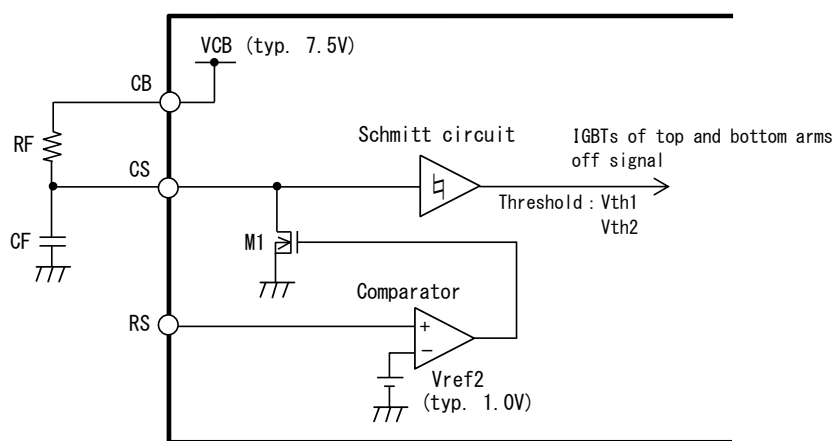 VCB (typ. 7.5V)
CB
RF
Schmitt circuit
IGBTs of top and bottom arms
off signal
CS
Threshold : Vth1
Vth2
CF
M1
Comparator
RS
+
−
Vref2
(typ. 1.0V)